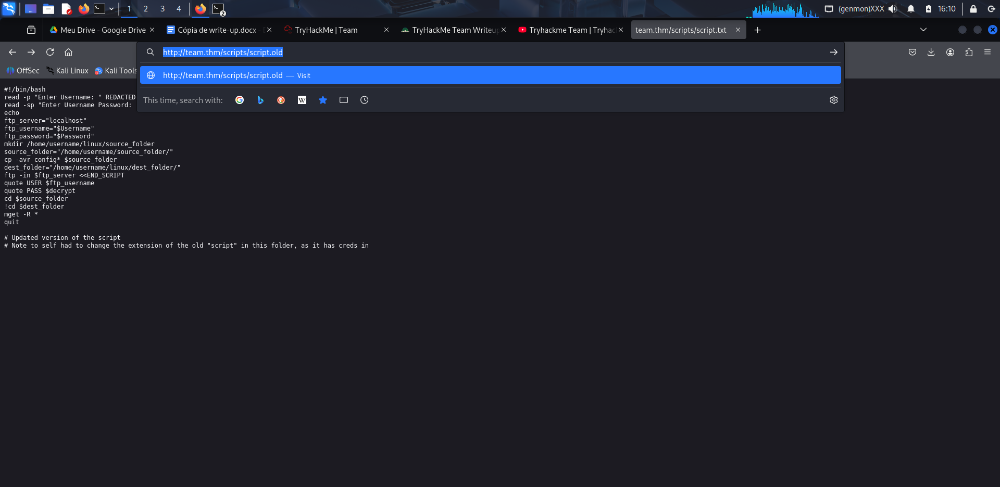 1 2 3 4 2 (genmon)XXX 16:10
Meu Drive - Google Drive
Cópia de write-up.docx -
TryHackMe | Team
TryHackMe Team Writeup
Tryhackme Team | Tryhac
team.thm/scripts/script.txt
http://team.thm/scripts/script.old
OffSec Kali Linux Kali Tools
http://team.thm/scripts/script.old — Visit
This time, search with:
#!/bin/bash
read -p "Enter Username: " REDACTED
read -sp "Enter Username Password:
echo
ftp_server="localhost"
ftp_username="$Username"
ftp_password="$Password"
mkdir /home/username/linux/source_folder
source_folder="/home/username/source_folder/"
cp -avr config* $source_folder
dest_folder="/home/username/linux/dest_folder/"
ftp -in $ftp_server <<END_SCRIPT
quote USER $ftp_username
quote PASS $decrypt
cd $source_folder
!cd $dest_folder
mget -R *
quit
# Updated version of the script
# Note to self had to change the extension of the old "script" in this folder, as it has creds in